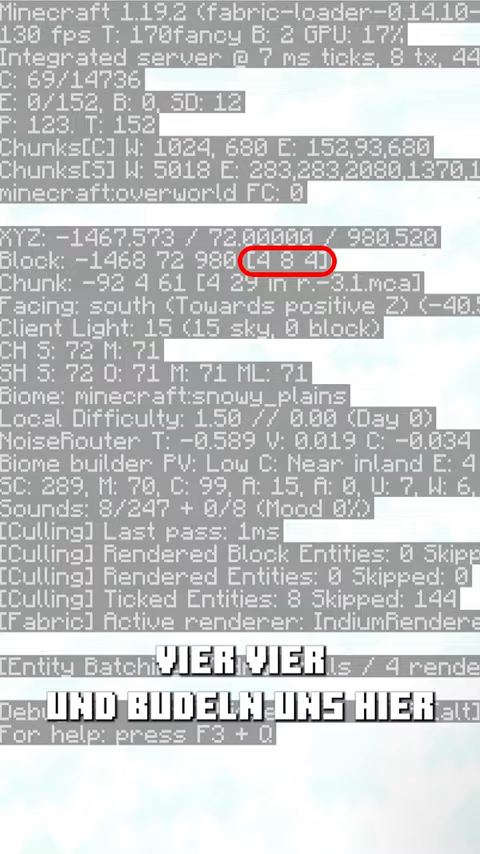 Minecraft 1.19.2 (fabric-loader-0.14.10-
130 fps T: 170fancy B: 2 GPU: 17%
Integrated server @ 7 ms ticks, 8 tx, 44
C: 69/14736
E: 0/152, B: 0, SD: 12
P: 123. T: 152
Chunks[C] W: 1024, 680 E: 152,93,680
Chunks[S] W: 5018 E: 283,283,2080,1370,1
minecraft:overworld FC: 0
XYZ: -1467.573 / 72.00000 / 980.520
Block: -1468 72 980 [4 8 4]
Chunk: -92 4 61 [4 29 in r.-3.1.mca]
Facing: south (Towards positive Z) (-40.5
Client Light: 15 (15 sky, 0 block)
CH S: 72 M: 71
SH S: 72 O: 71 M: 71 ML: 71
Biome: minecraft:snowy_plains
Local Difficulty: 1.50 // 0.00 (Day 0)
NoiseRouter T: -0.589 V: 0.019 C: -0.034
Biome builder PV: Low C: Near inland E: 4
SC: 289, M: 70, C: 99, A: 15, A: 0, U: 7, W: 6,
Sounds: 8/247 + 0/8 (Mood 0%)
[Culling] Last pass: 1ms
[Culling] Rendered Block Entities: 0 Skipp
[Culling] Rendered Entities: 0 Skipped: 0
[Culling] Ticked Entities: 8 Skipped: 144
[Fabric] Active renderer: IndiumRendere
[Entity Batchi / 4 rende
VIER VIER
UND BUDELN UNS HIER
For help: press F3 + Q